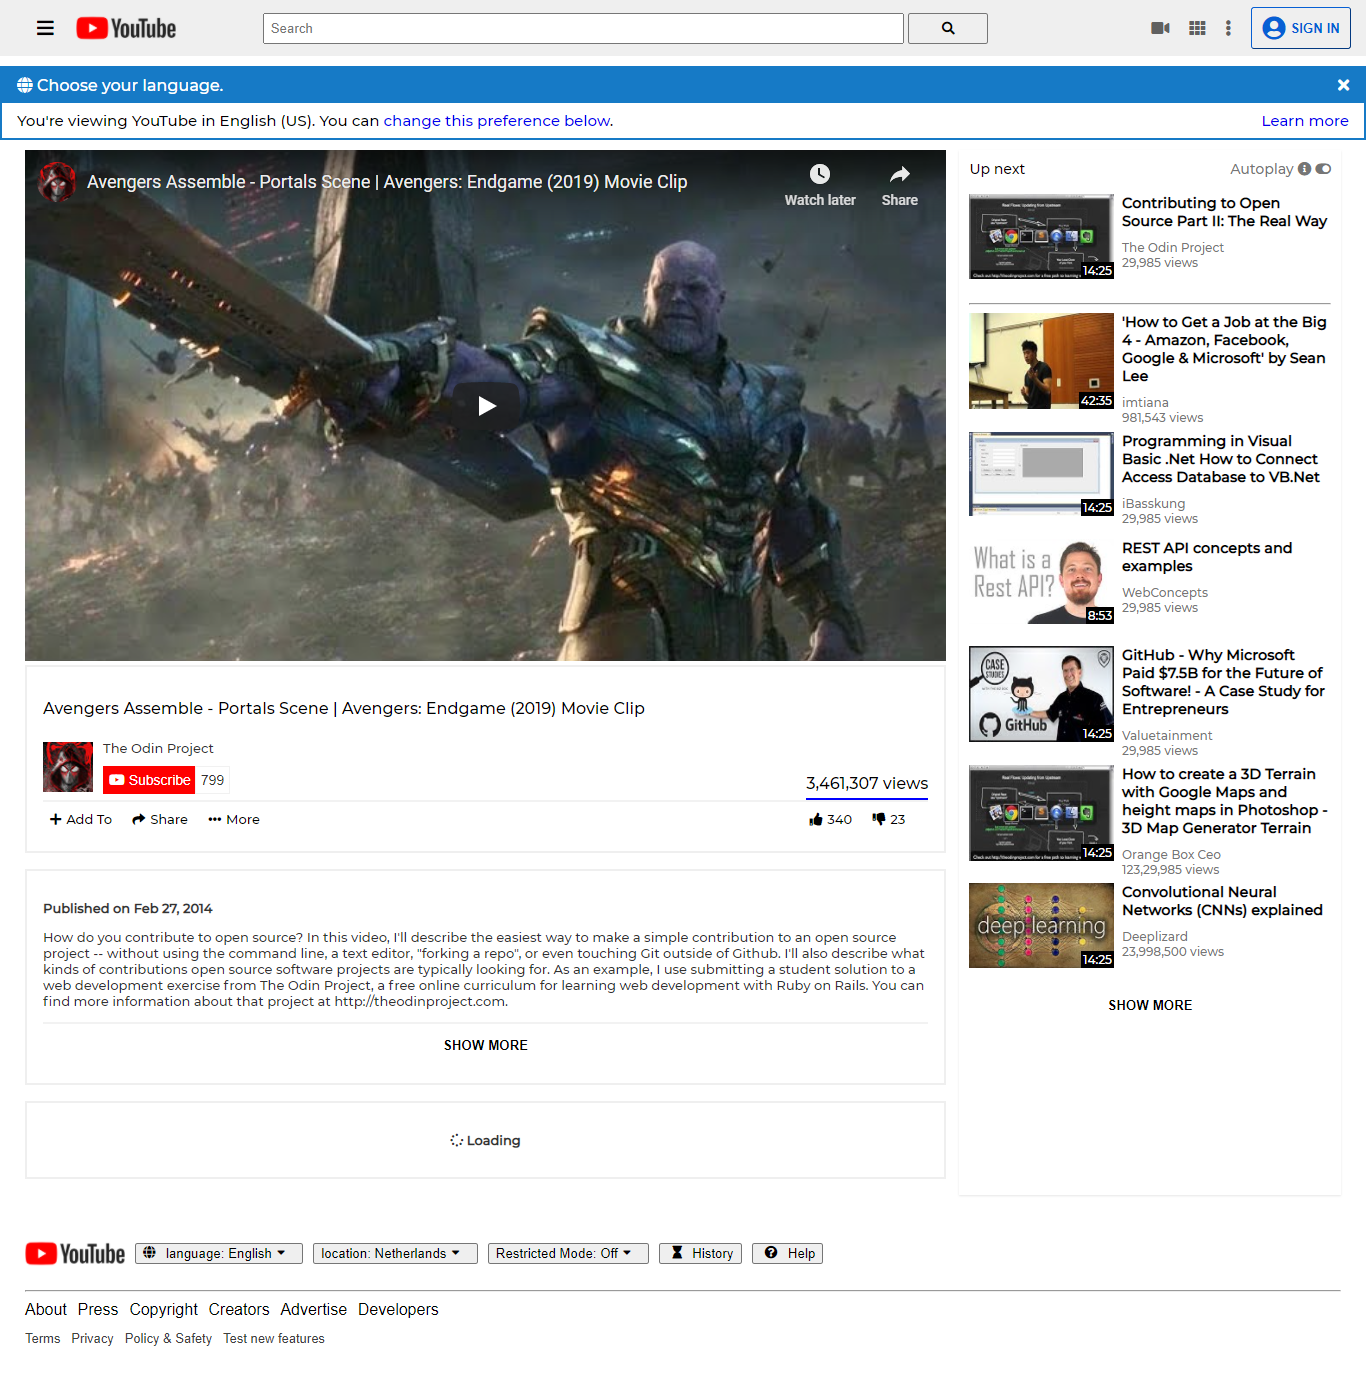 YouTube
Search
SIGN IN
Choose your language.
You're viewing YouTube in English (US). You can change this preference below.
Learn more
Avengers Assemble - Portals Scene | Avengers: Endgame (2019) Movie Clip
Watch later
Share
Avengers Assemble - Portals Scene | Avengers: Endgame (2019) Movie Clip
The Odin Project
Subscribe 799
3,461,307 views
Add To Share More
340 23
Published on Feb 27, 2014
How do you contribute to open source? In this video, I'll describe the easiest way to make a simple contribution to an open source
project -- without using the command line, a text editor, "forking a repo", or even touching Git outside of Github. I'll also describe what
kinds of contributions open source software projects are typically looking for. As an example, I use submitting a student solution to a
web development exercise from The Odin Project, a free online curriculum for learning web development with Ruby on Rails. You can
find more information about that project at http://theodinproject.com.
SHOW MORE
Loading
Up next
Autoplay
14:25
Contributing to Open
Source Part II: The Real Way
The Odin Project
29,985 views
42:35
'How to Get a Job at the Big
4 - Amazon, Facebook,
Google & Microsoft' by Sean
Lee
imtiana
981,543 views
14:25
Programming in Visual
Basic .Net How to Connect
Access Database to VB.Net
iBasskung
29,985 views
What is a
Rest API?
8:53
REST API concepts and
examples
WebConcepts
29,985 views
CASE
STUDIES
GitHub
14:25
GitHub - Why Microsoft
Paid $7.5B for the Future of
Software! - A Case Study for
Entrepreneurs
Valuetainment
29,985 views
14:25
How to create a 3D Terrain
with Google Maps and
height maps in Photoshop -
3D Map Generator Terrain
Orange Box Ceo
123,29,985 views
deep learning
14:25
Convolutional Neural
Networks (CNNs) explained
Deeplizard
23,998,500 views
SHOW MORE
YouTube
language: English
location: Netherlands
Restricted Mode: Off
History
Help
About Press Copyright Creators Advertise Developers
Terms Privacy Policy & Safety Test new features